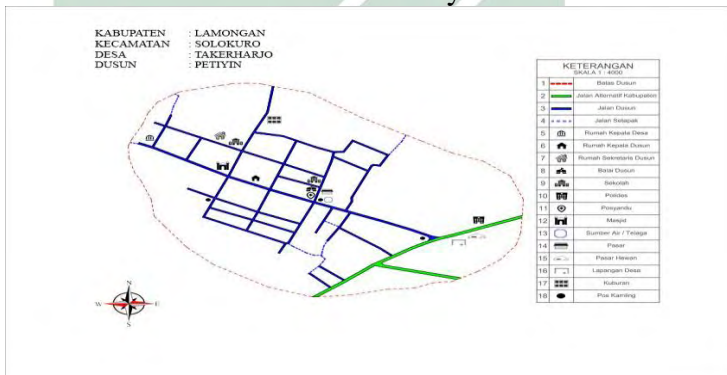 KABUPATEN : LAMONGAN
KECAMATAN : SOLOKURO
DESA : TAKERHARJO
DUSUN : PETIYIN
KETERANGAN
SKALA 1 : 4000
1 Batas Dusun
2 Jalan Alternatif Kabupaten
3 Jalan Dusun
4 Jalan Setapak
5 Rumah Kepala Desa
6 Rumah Kepala Dusun
7 Rumah Sekretaris Dusun
8 Balai Dusun
9 Sekolah
10 Polides
11 Posyandu
12 Masjid
13 Sumber Air / Telaga
14 Pasar
15 Pasar Hewan
16 Lapangan Desa
17 Kuburan
18 Pos Kamling
N
W E
S